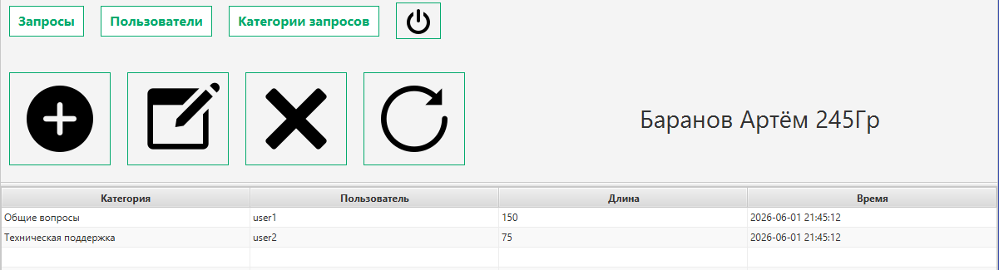 Запросы Пользователи Категории запросов
Баранов Артём 245Гр
Категория Пользователь Длина Время
Общие вопросы user1 150 2026-06-01 21:45:12
Техническая поддержка user2 75 2026-06-01 21:45:12